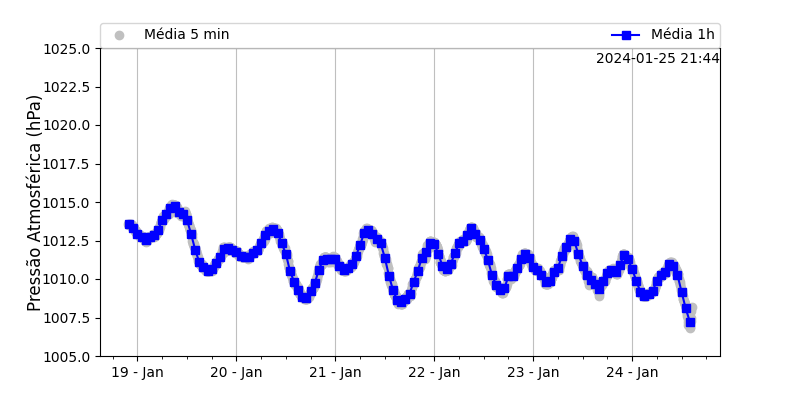 Média 5 min
Média 1h
2024-01-25 21:44
Pressão Atmosférica (hPa)
1025.0
1022.5
1020.0
1017.5
1015.0
1012.5
1010.0
1007.5
1005.0
19 - Jan
20 - Jan
21 - Jan
22 - Jan
23 - Jan
24 - Jan